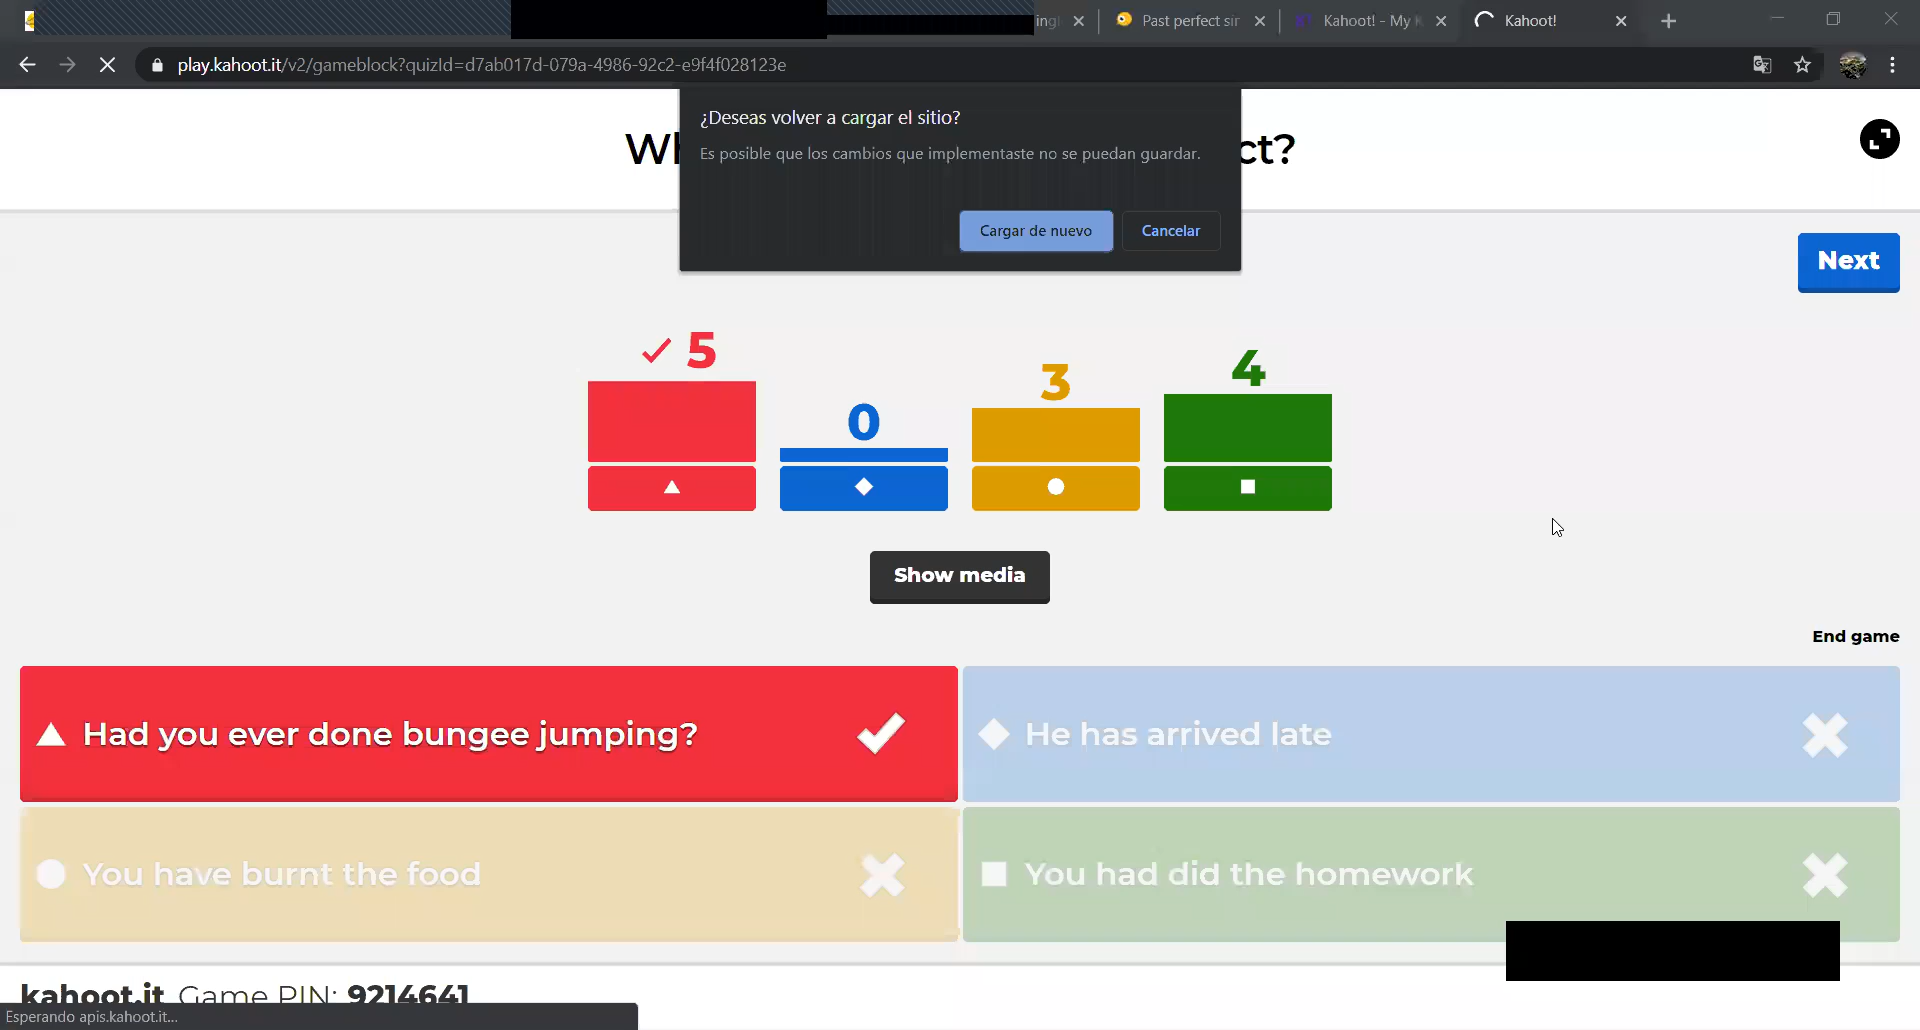 ing
Past perfect sir
Kahoot! - My K
Kahoot!
play.kahoot.it/v2/gameblock?quizId=d7ab017d-079a-4986-92c2-e9f4f028123e
¿Deseas volver a cargar el sitio?
Es posible que los cambios que implementaste no se puedan guardar.
Cargar de nuevo
Cancelar
Wh
ct?
Next
5
0
3
4
Show media
End game
Had you ever done bungee jumping?
He has arrived late
You have burnt the food
You had did the homework
kahoot.it Game PIN: 9214641
Esperando apis.kahoot.it...